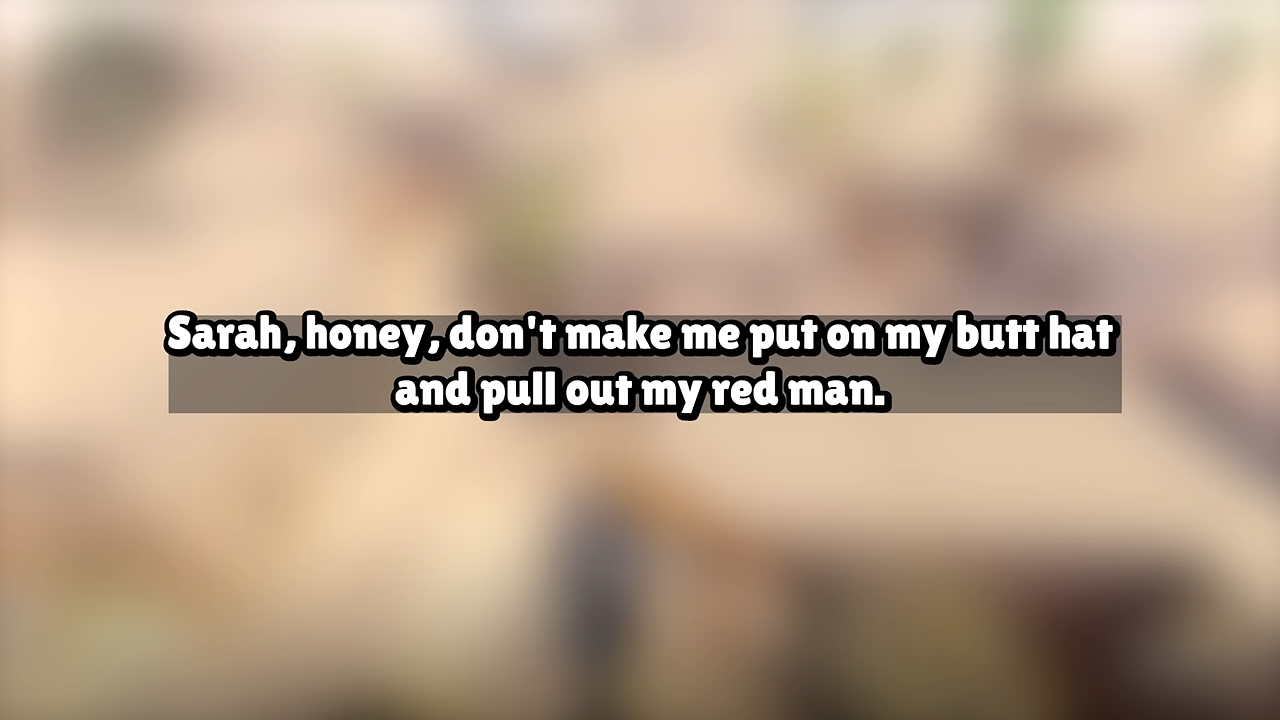 Sarah, honey, don't make me put on my butt hat
and pull out my red man.